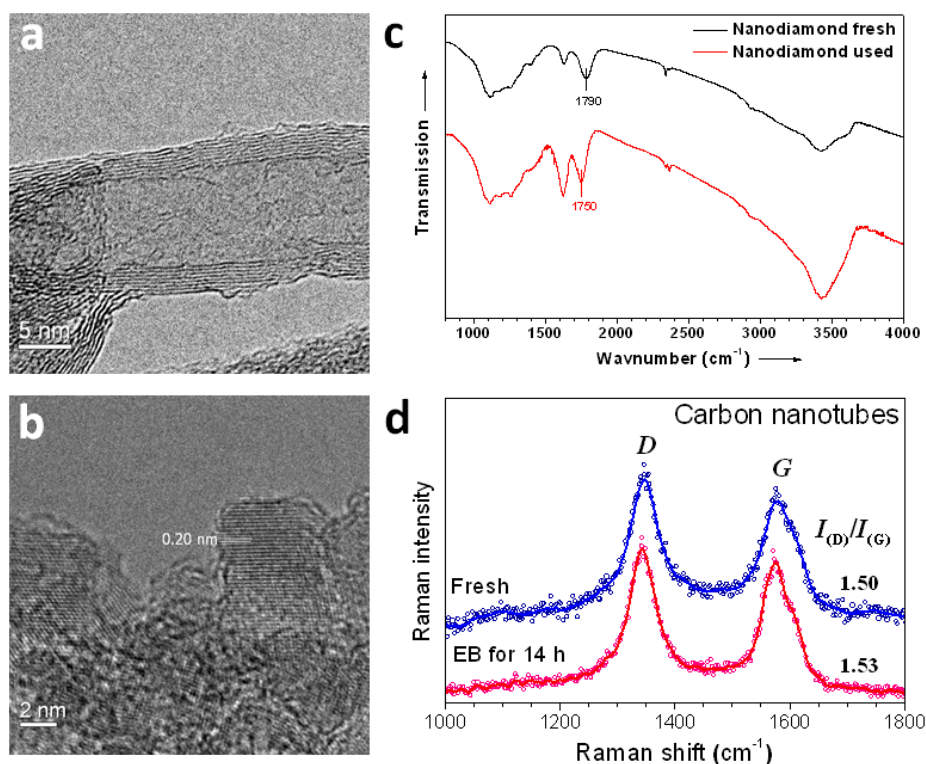 a
5 nm
b
0.20 nm
2 nm
c
Nanodiamond fresh
Nanodiamond used
1790
1750
Transmission
1000 1500 2000 2500 3000 3500 4000
Wavnumber (cm⁻¹)
d
Carbon nanotubes
D
G
I(D)/I(G)
Fresh
1.50
EB for 14 h
1.53
Raman intensity
1000 1200 1400 1600 1800
Raman shift (cm⁻¹)